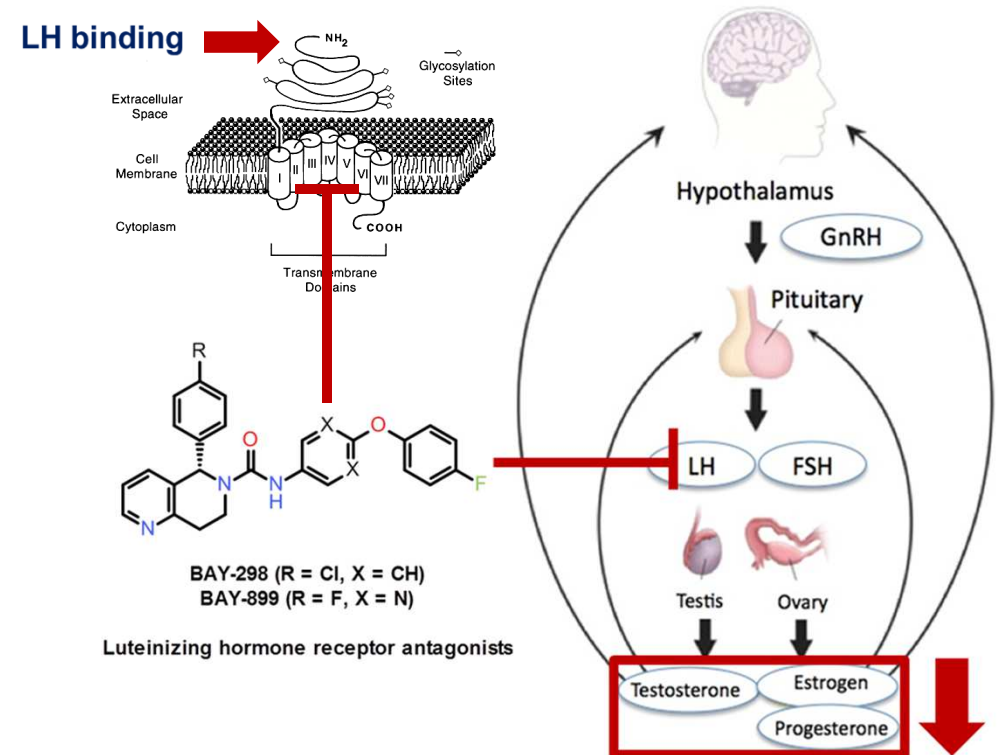 LH binding
NH2
Glycosylation
Sites
Extracellular
Space
Cell
Membrane
I
II
III
IV
V
VI
VII
Cytoplasm
COOH
Transmembrane
Domains
R
O
N
N
H
N
X
X
O
F
BAY-298 (R = Cl, X = CH)
BAY-899 (R = F, X = N)
Luteinizing hormone receptor antagonists
Hypothalamus
GnRH
Pituitary
LH
FSH
Testis
Ovary
Testosterone
Estrogen
Progesterone